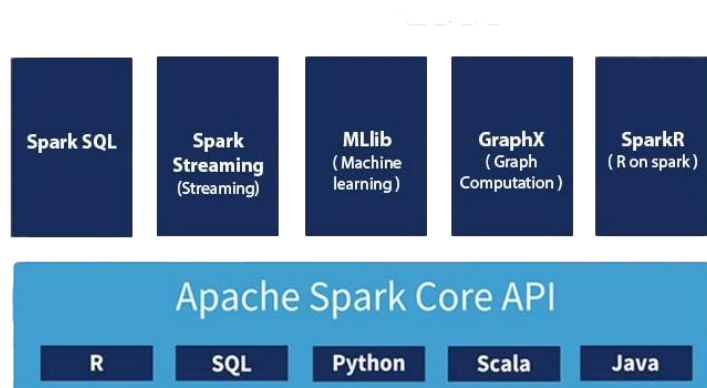 Spark SQL
Spark
Streaming
(Streaming)
MLlib
( Machine
learning )
GraphX
( Graph
Computation )
SparkR
( R on spark )
Apache Spark Core API
R
SQL
Python
Scala
Java